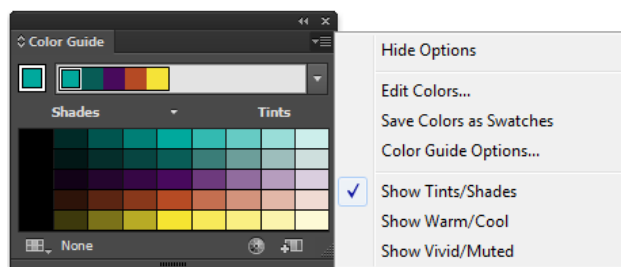 Color Guide
Shades Tints
None
Hide Options
Edit Colors...
Save Colors as Swatches
Color Guide Options...
Show Tints/Shades
Show Warm/Cool
Show Vivid/Muted